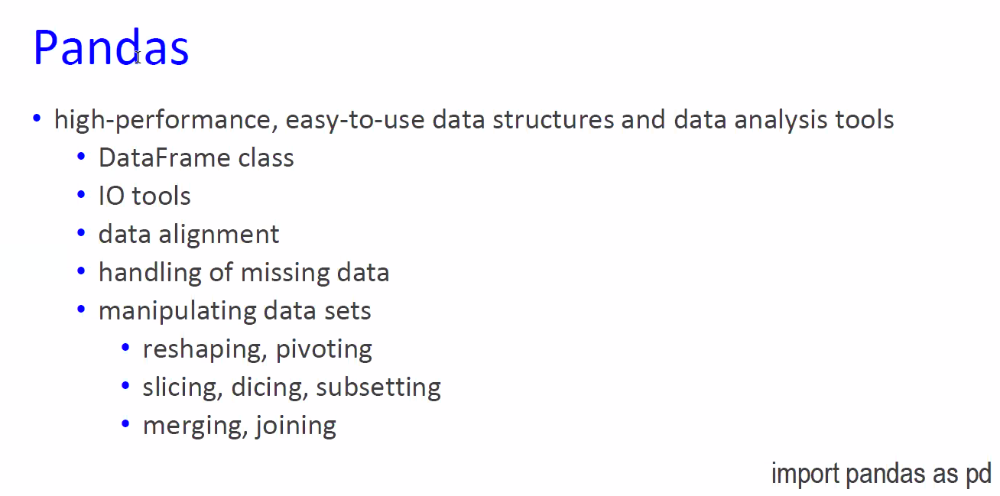 Pandas
• high-performance, easy-to-use data structures and data analysis tools
• DataFrame class
• IO tools
• data alignment
• handling of missing data
• manipulating data sets
• reshaping, pivoting
• slicing, dicing, subsetting
• merging, joining
import pandas as pd